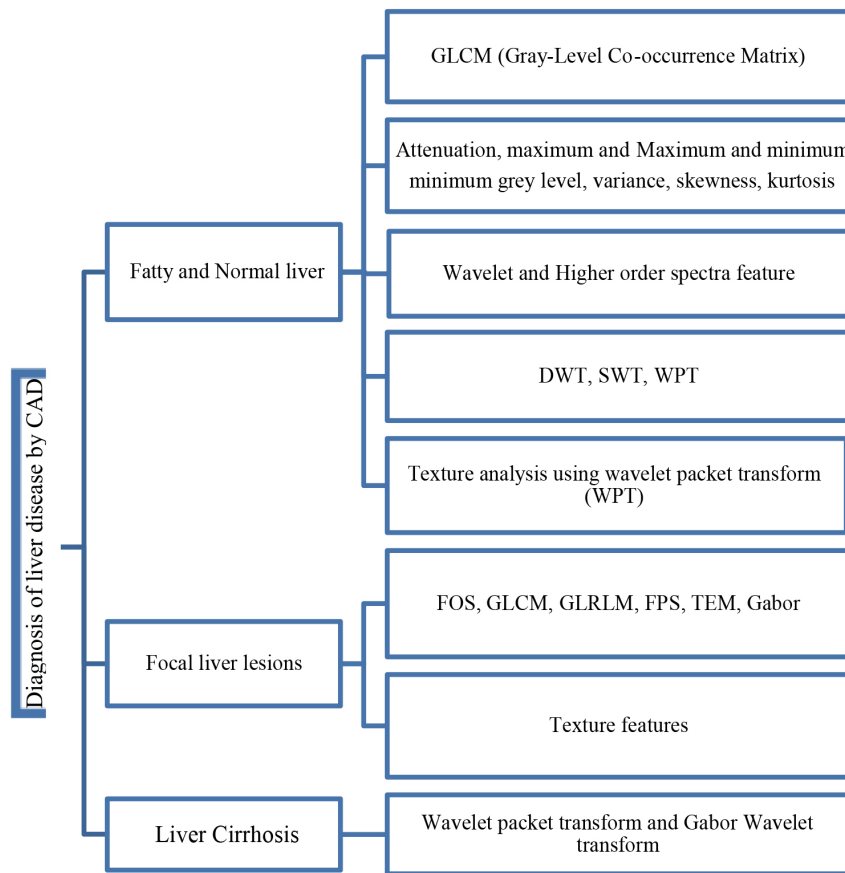 Diagnosis of liver disease by CAD
Fatty and Normal liver
GLCM (Gray-Level Co-occurrence Matrix)
Attenuation, maximum and Maximum and minimum
minimum grey level, variance, skewness, kurtosis
Wavelet and Higher order spectra feature
DWT, SWT, WPT
Texture analysis using wavelet packet transform
(WPT)
Focal liver lesions
FOS, GLCM, GLRLM, FPS, TEM, Gabor
Texture features
Liver Cirrhosis
Wavelet packet transform and Gabor Wavelet
transform